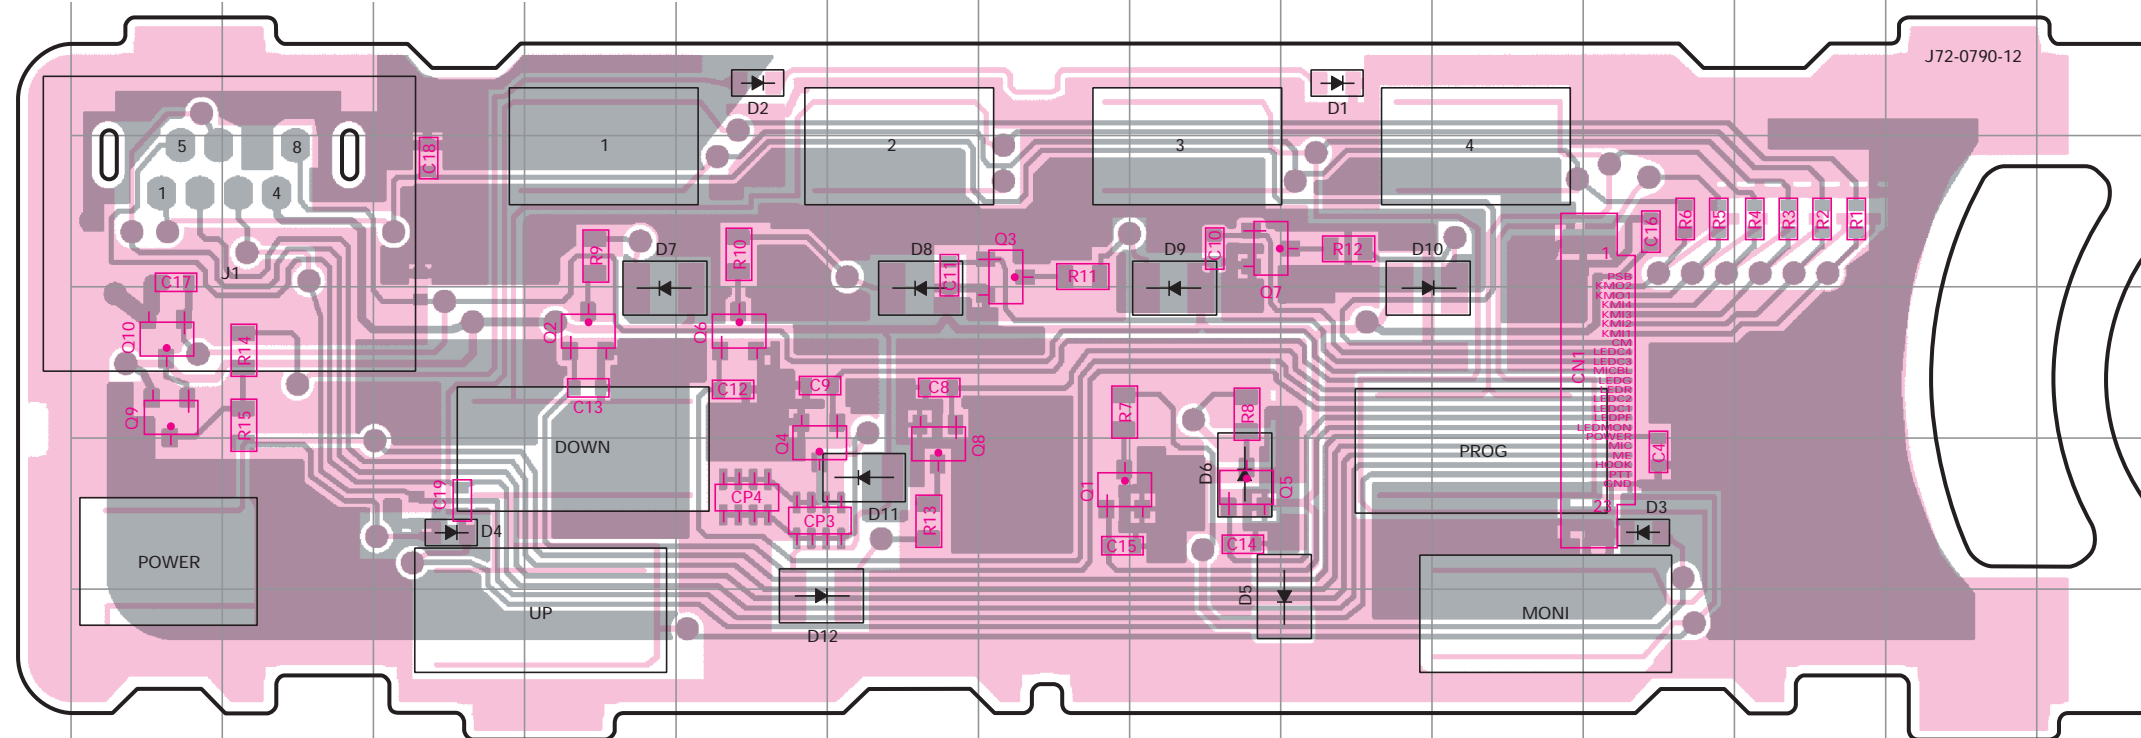 J72-0790-12
D2
D1
5
8
1
4
C18
1
2
3
4
R6
R5
R4
R3
R2
R1
C16
J1
C17
Q10
R14
Q9
R15
R9
D7
R10
Q2
Q6
D8
C11
Q3
R11
D9
C10
Q7
R12
D10
1
PSB
KMO2
KMO1
KMI4
KMI3
KMI2
KMI1
CM
LEDC4
LEDC3
MICBL
LEDG
LEDR
LEDC2
LEDC1
LEDPF
LEDMON
POWER
MIC
ME
HOOK
PTT
GND
23
CN1
C13
C12
C9
C8
DOWN
Q4
Q8
R7
R8
PROG
C4
D6
Q5
Q1
CP4
CP3
D11
R13
C19
D4
C15
C14
D3
POWER
UP
D12
D5
MONI